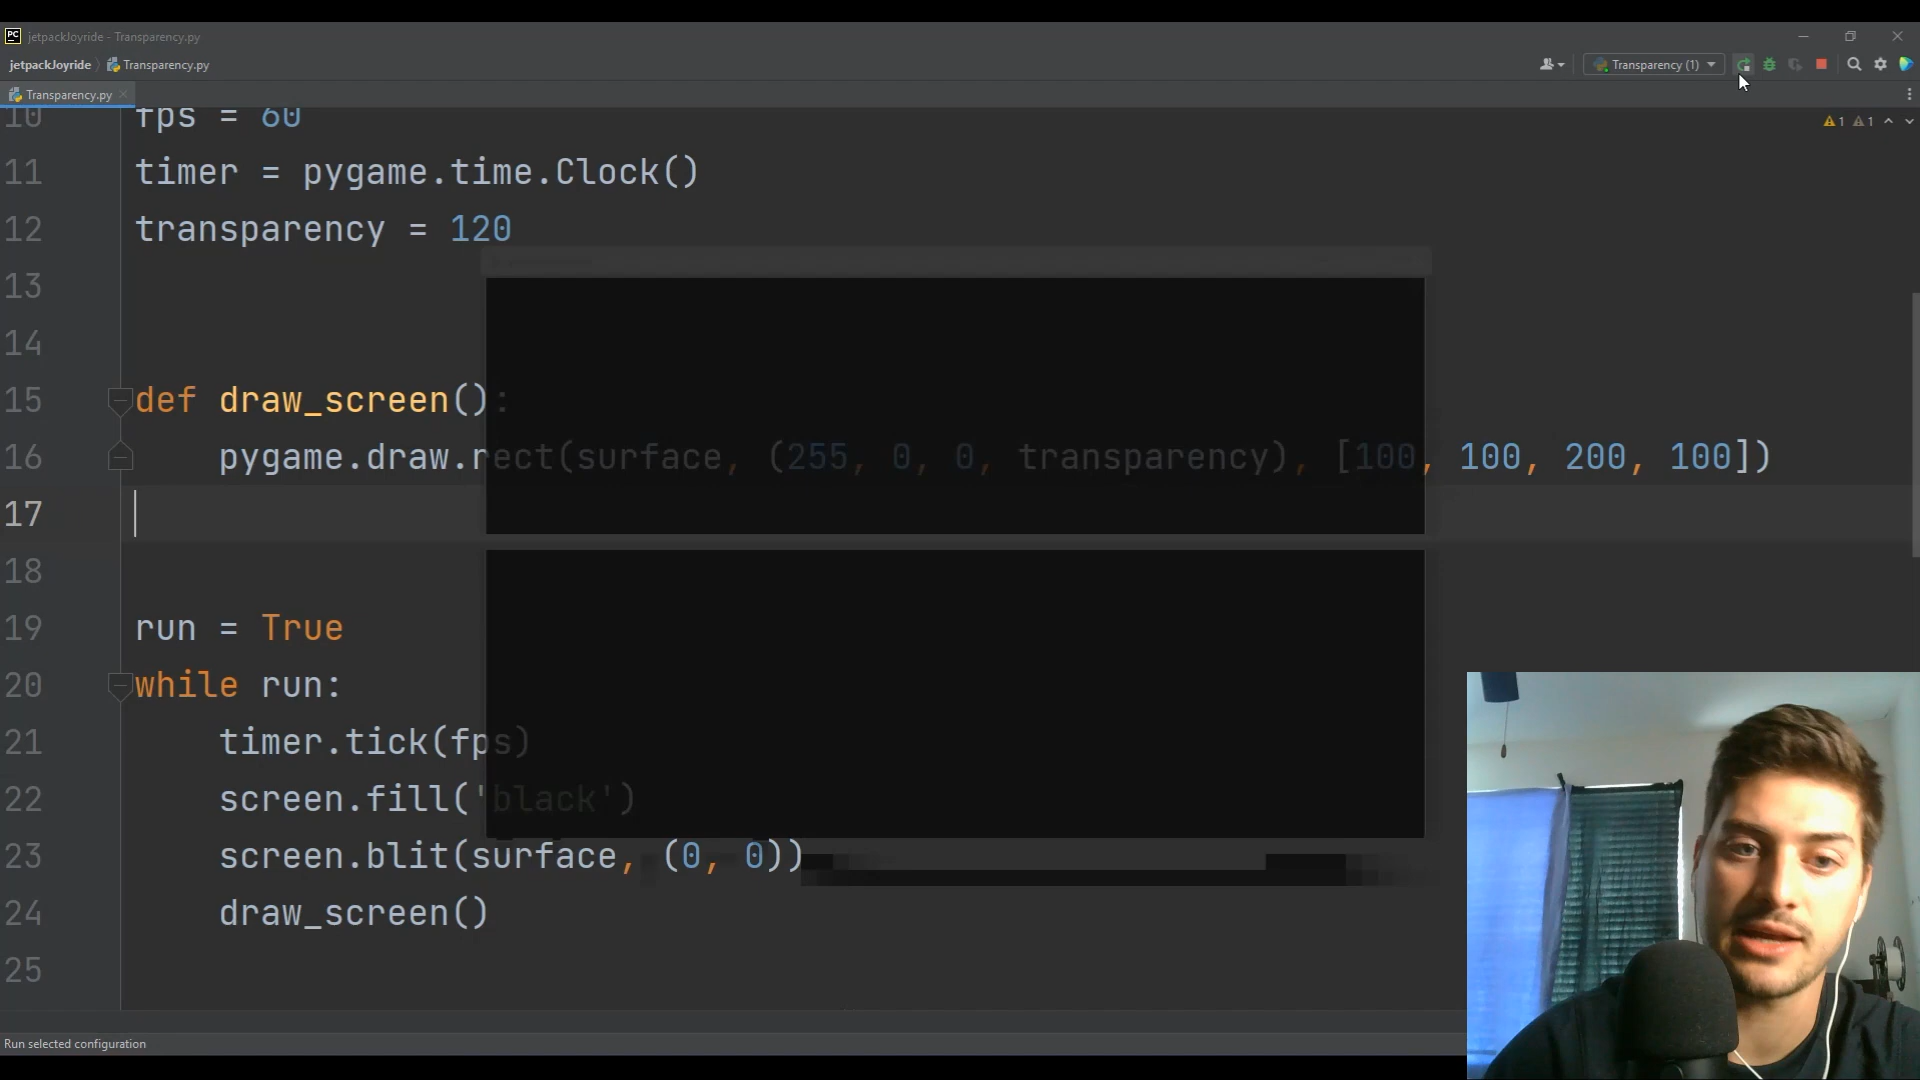 PC jetpackJoyride - Transparency.py
jetpackJoyride Transparency.py
Transparency (1)
Transparency.py
1 1
10 fps = 60
11 timer = pygame.time.Clock()
12 transparency = 120
13
14
15 def draw_screen():
16 pygame.draw.rect(surface, (255, 0, 0, transparency), [100, 100, 200, 100])
17
18
19 run = True
20 while run:
21 timer.tick(fps)
22 screen.fill('black')
23 screen.blit(surface, (0, 0))
24 draw_screen()
25
Run selected configuration